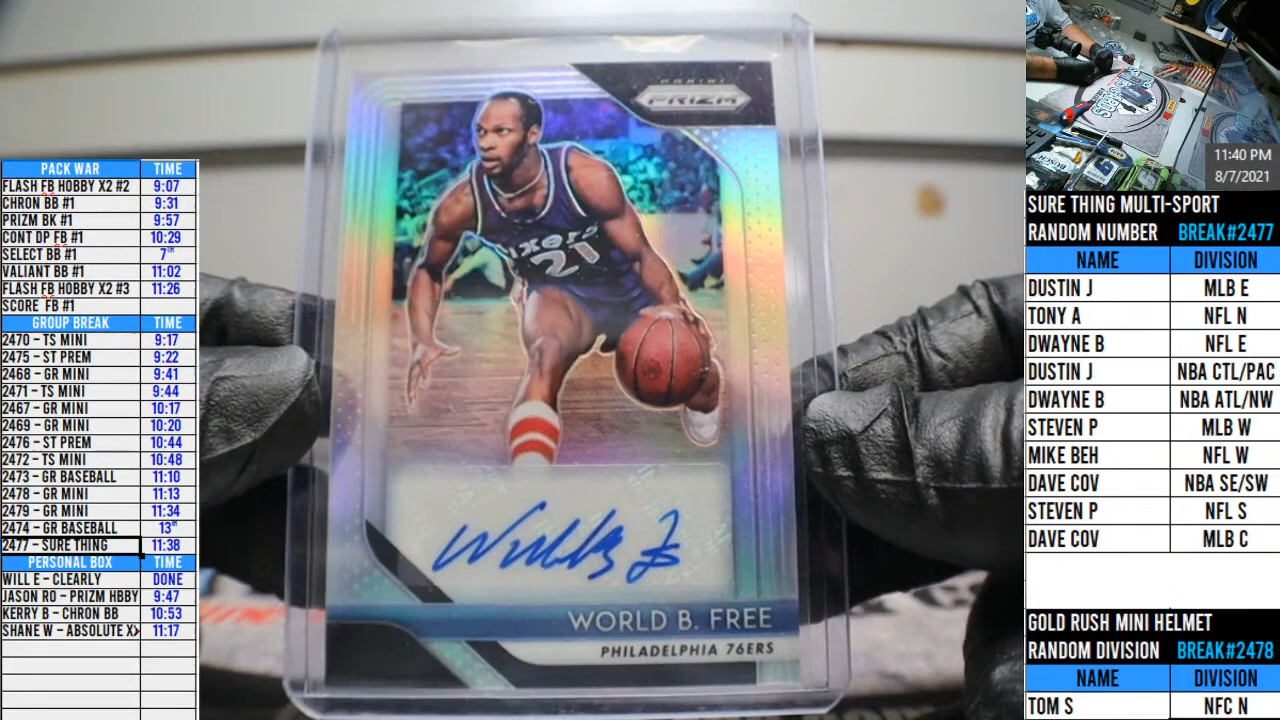 PACK WAR TIME
FLASH FB HOBBY X2 #2 9:07
CHRON BB #1 9:31
PRIZM BK #1 9:57
CONT DP FB #1 10:29
SELECT BB #1 7TH
VALIANT BB #1 11:02
FLASH FB HOBBY X2 #3 11:26
SCORE FB #1
GROUP BREAK TIME
2470 – TS MINI 9:17
2475 – ST PREM 9:22
2468 – GR MINI 9:41
2471 – TS MINI 9:44
2467 – GR MINI 10:17
2469 – GR MINI 10:20
2476 – ST PREM 10:44
2472 – TS MINI 10:48
2473 – GR BASEBALL 11:10
2478 – GR MINI 11:13
2479 – GR MINI 11:34
2474 – GR BASEBALL 13TH
2477 – SURE THING 11:38
PERSONAL BOX TIME
WILL E – CLEARLY DONE
JASON RO – PRIZM HBBY 9:47
KERRY B – CHRON BB 10:53
SHANE W – ABSOLUTE X 11:17
PANINI
PRIZM
sixers
21
WORLD B. FREE
PHILADELPHIA 76ERS
BUSCH
11:40 PM
8/7/2021
SURE THING MULTI-SPORT
RANDOM NUMBER BREAK#2477
NAME DIVISION
DUSTIN J MLB E
TONY A NFL N
DWAYNE B NFL E
DUSTIN J NBA CTL/PAC
DWAYNE B NBA ATL/NW
STEVEN P MLB W
MIKE BEH NFL W
DAVE COV NBA SE/SW
STEVEN P NFL S
DAVE COV MLB C
GOLD RUSH MINI HELMET
RANDOM DIVISION BREAK#2478
NAME DIVISION
TOM S NFC N